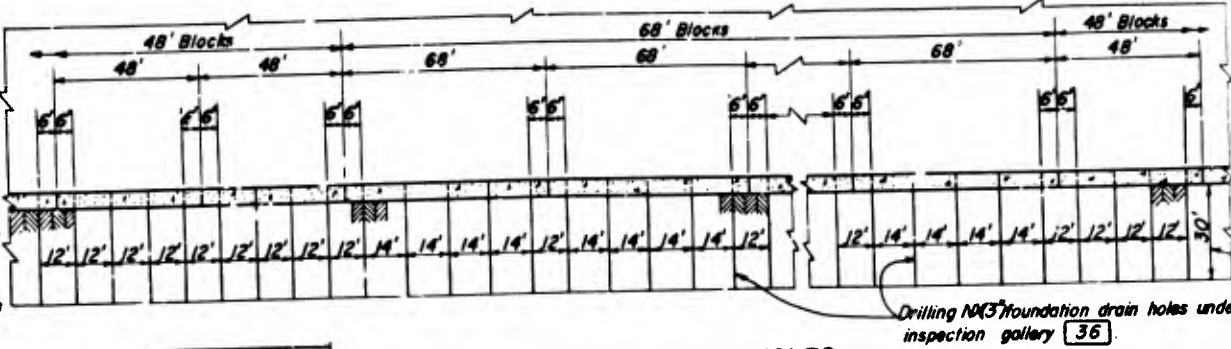 48' Blocks 68' Blocks 48' Blocks
48' 48' 68' 68' 68' 48'
6' 6' 6' 6' 6' 6' 6' 6' 6' 6' 6' 6' 6'
12' 12' 12' 12' 12' 12' 12' 12' 12' 14' 14' 14' 14' 12' 14' 14' 14' 14' 12' 12' 14' 14' 14' 14' 12' 12' 12' 12' 30'
Drilling NX(3") foundation drain holes unde
inspection gallery 36.